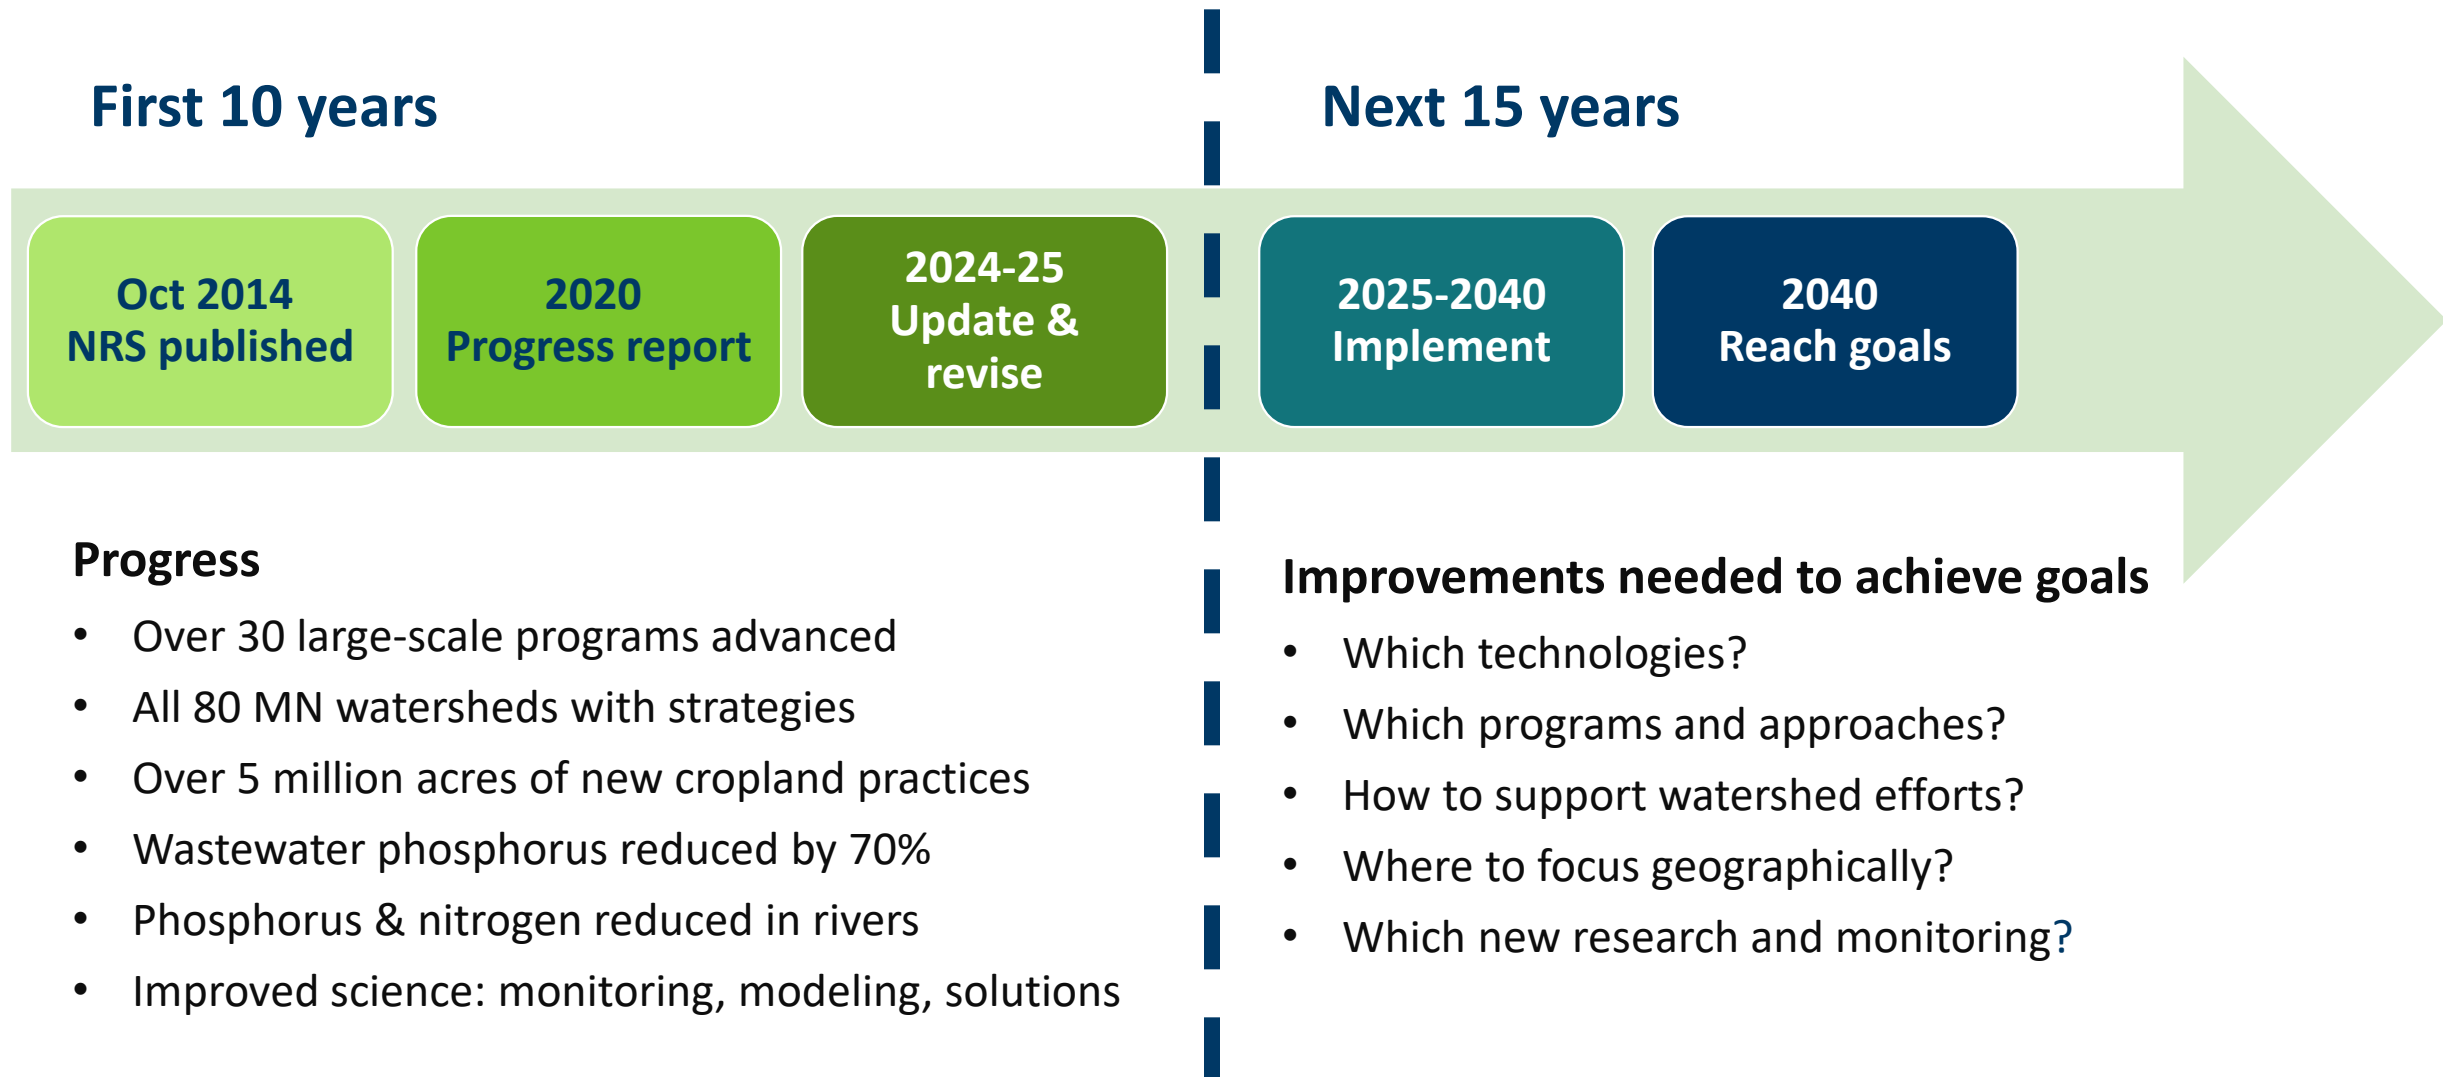 First 10 years
Next 15 years
Oct 2014
NRS published
2020
Progress report
2024-25
Update &
revise
2025-2040
Implement
2040
Reach goals
Progress
• Over 30 large-scale programs advanced
• All 80 MN watersheds with strategies
• Over 5 million acres of new cropland practices
• Wastewater phosphorus reduced by 70%
• Phosphorus & nitrogen reduced in rivers
• Improved science: monitoring, modeling, solutions
Improvements needed to achieve goals
• Which technologies?
• Which programs and approaches?
• How to support watershed efforts?
• Where to focus geographically?
• Which new research and monitoring?